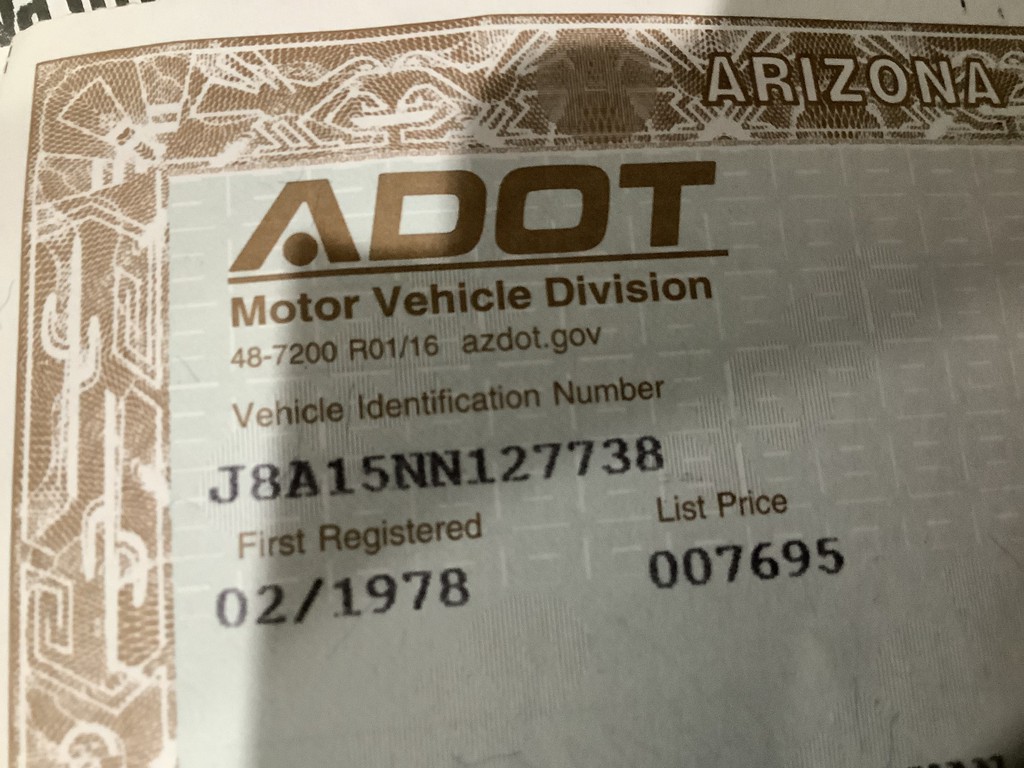 ARIZONA
ADOT
Motor Vehicle Division
48-7200 R01/16 azdot.gov
Vehicle Identification Number
J8A15NN127738
First Registered
List Price
02/1978
007695